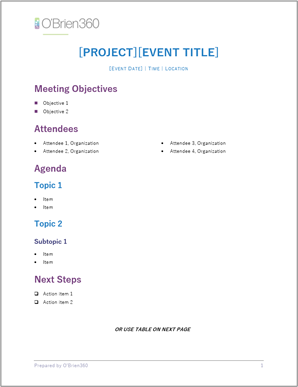 O'Brien360
[PROJECT][EVENT TITLE]
[Event Date] | Time | Location
Meeting Objectives
Objective 1
Objective 2
Attendees
Attendee 1, Organization
Attendee 2, Organization
Attendee 3, Organization
Attendee 4, Organization
Agenda
Topic 1
Item
Item
Topic 2
Subtopic 1
Item
Item
Next Steps
Action Item 1
Action Item 2
OR USE TABLE ON NEXT PAGE
Prepared by O'Brien360
1